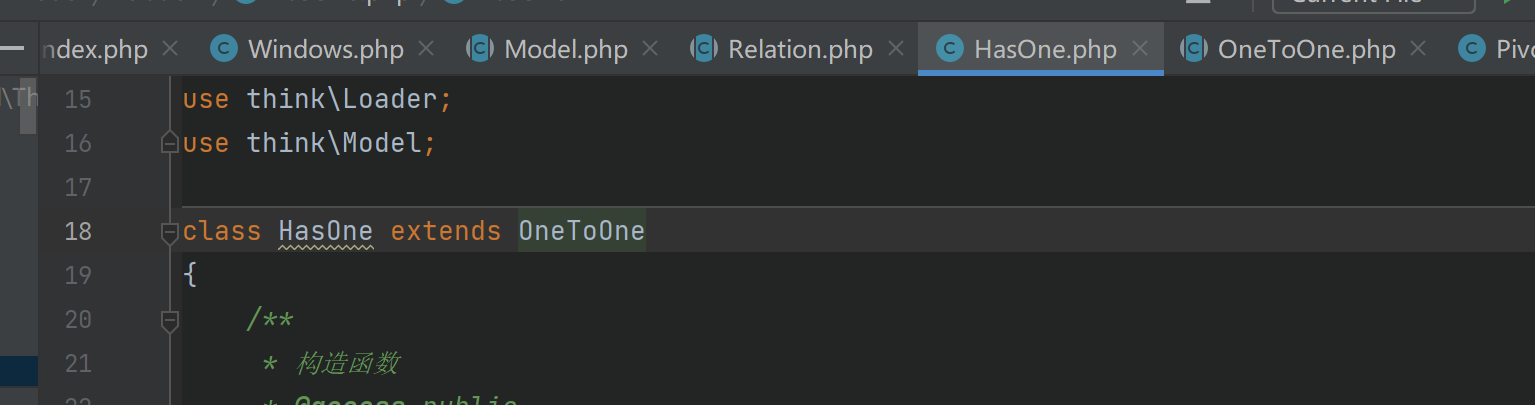 ndex.php Windows.php Model.php Relation.php HasOne.php OneToOne.php Pivo
\Th
15 use think\Loader;
16 use think\Model;
17
18 class HasOne extends OneToOne
19 {
20 /**
21 * 构造函数
22 * @access public